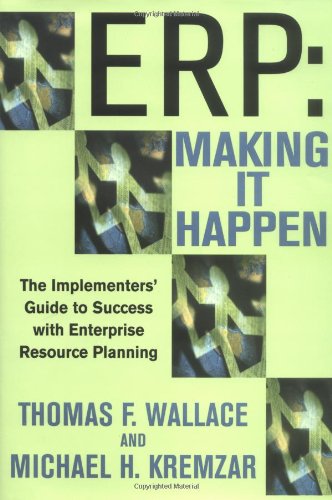 ERP:
MAKING
IT
HAPPEN
The Implementers'
Guide to Success
with Enterprise
Resource Planning
THOMAS F. WALLACE
AND
MICHAEL H. KREMZAR